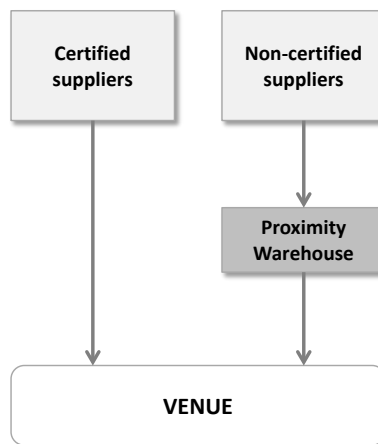 Certified
suppliers
Non-certified
suppliers
Proximity
Warehouse
VENUE